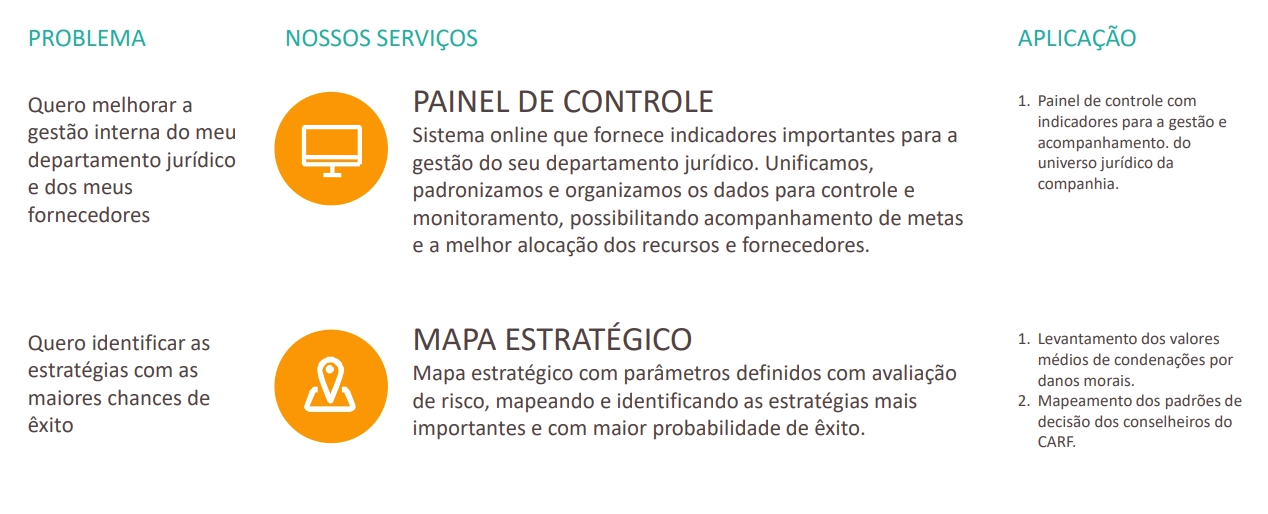 PROBLEMA
NOSSOS SERVIÇOS
APLICAÇÃO
Quero melhorar a
gestão interna do meu
departamento jurídico
e dos meus
fornecedores
PAINEL DE CONTROLE
Sistema online que fornece indicadores importantes para a
gestão do seu departamento jurídico. Unificamos,
padronizamos e organizamos os dados para controle e
monitoramento, possibilitando acompanhamento de metas
e a melhor alocação dos recursos e fornecedores.
1. Painel de controle com
indicadores para a gestão e
acompanhamento. do
universo jurídico da
companhia.
Quero identificar as
estratégias com as
maiores chances de
êxito
MAPA ESTRATÉGICO
Mapa estratégico com parâmetros definidos com avaliação
de risco, mapeando e identificando as estratégias mais
importantes e com maior probabilidade de êxito.
1. Levantamento dos valores
médios de condenações por
danos morais.
2. Mapeamento dos padrões de
decisão dos conselheiros do
CARF.